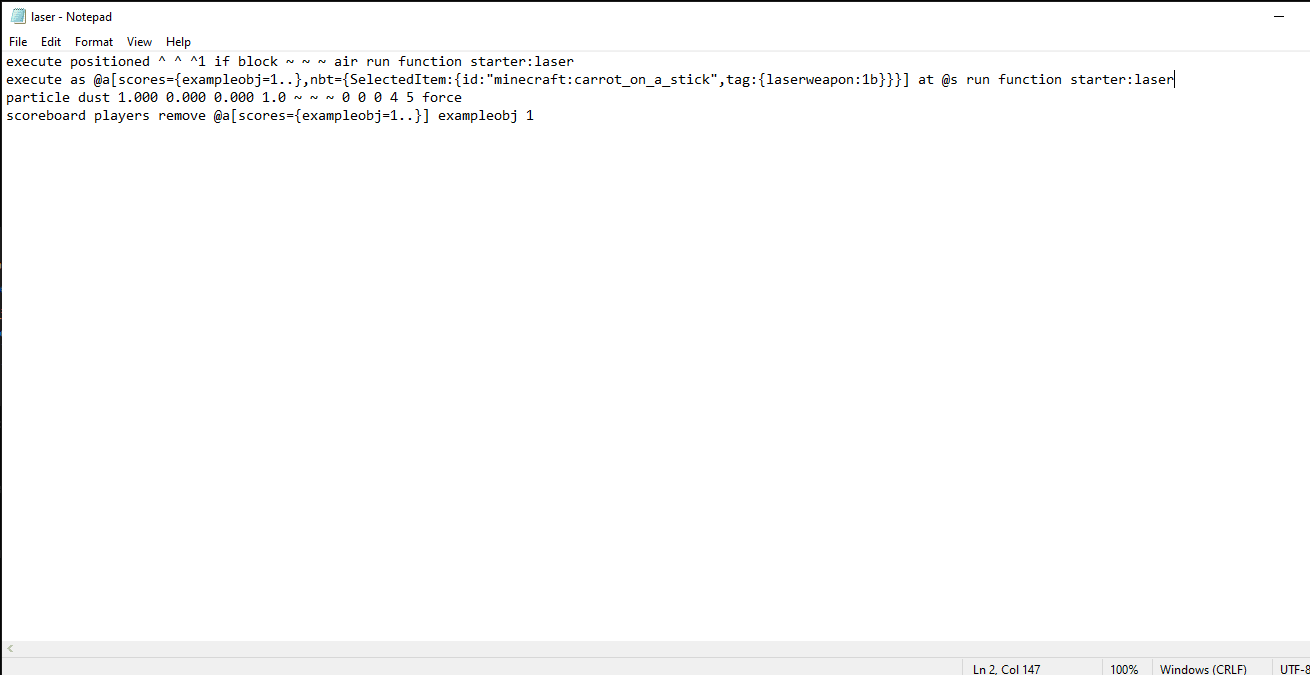 laser - Notepad
File Edit Format View Help
execute positioned ^ ^ ^1 if block ~ ~ ~ air run function starter:laser
execute as @a[scores={exampleobj=1..},nbt={SelectedItem:{id:"minecraft:carrot_on_a_stick",tag:{laserweapon:1b}}}] at @s run function starter:laser
particle dust 1.000 0.000 0.000 1.0 ~ ~ ~ 0 0 0 4 5 force
scoreboard players remove @a[scores={exampleobj=1..}] exampleobj 1
Ln 2, Col 147 100% Windows (CRLF) UTF-8